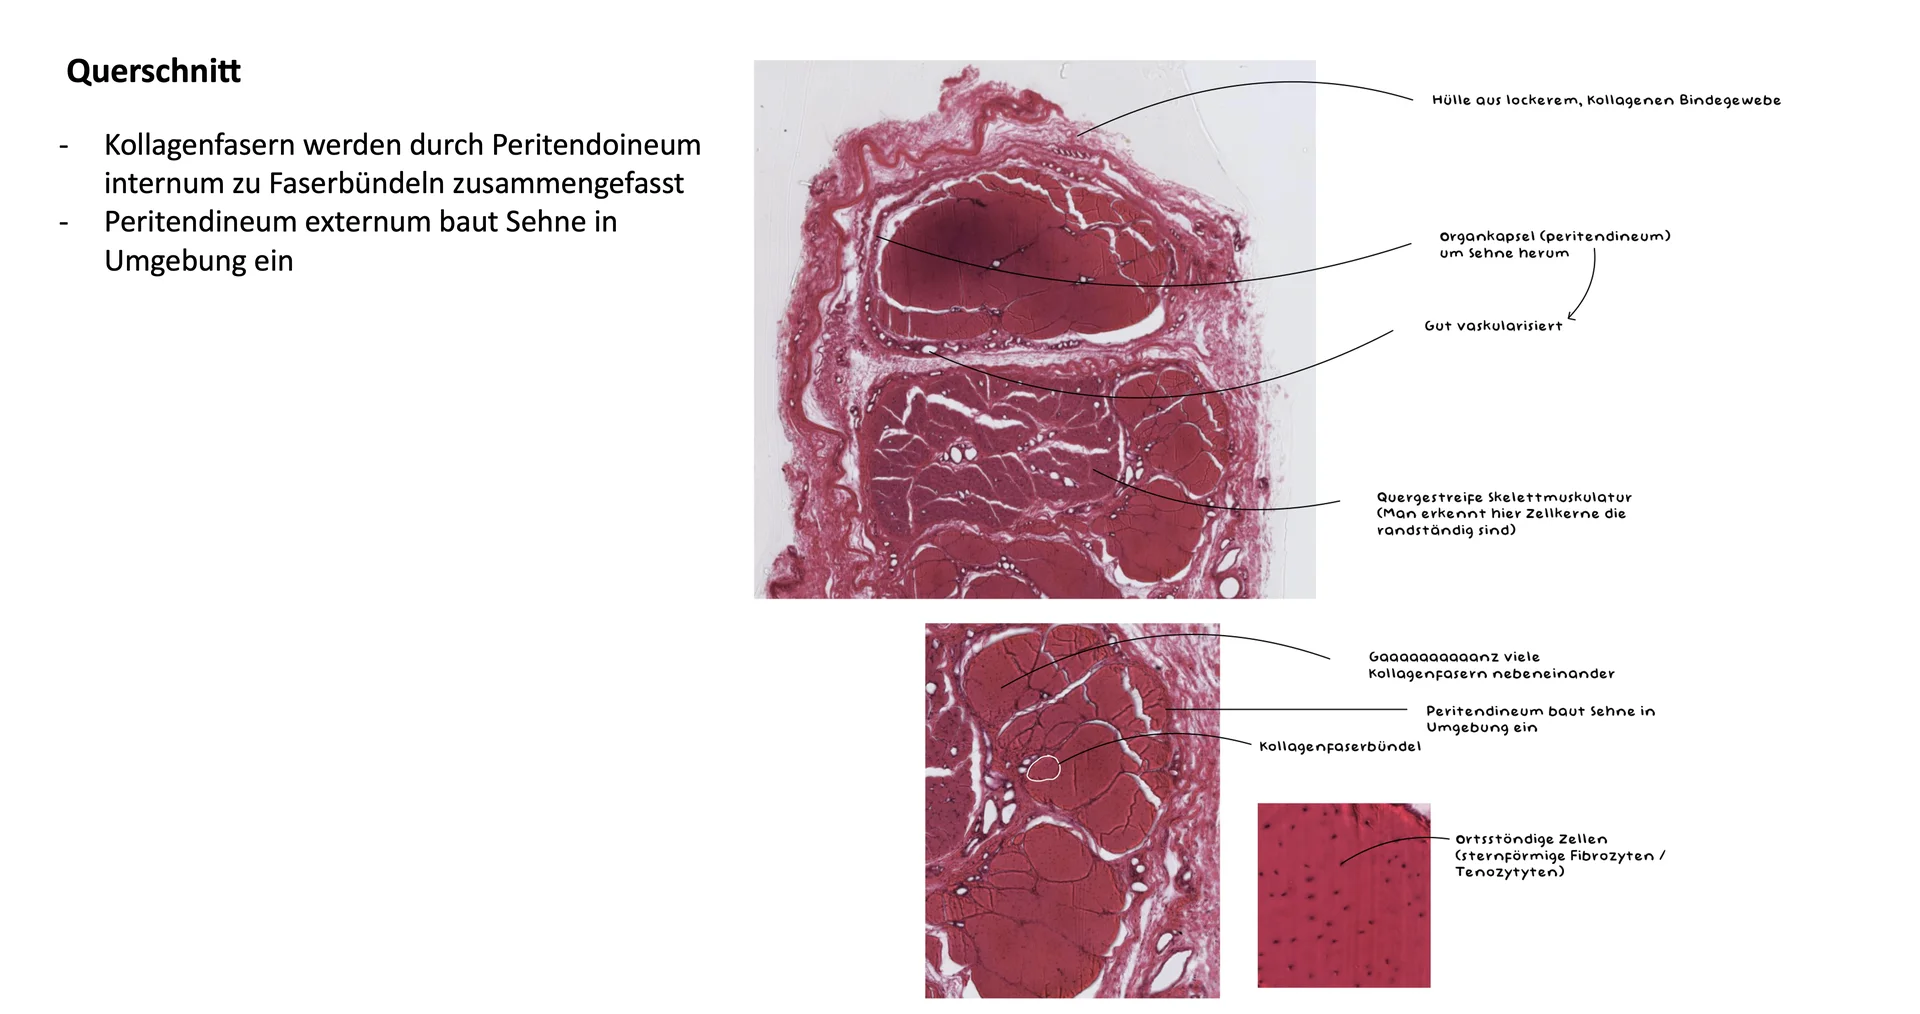 Querschnitt
- Kollagenfasern werden durch Peritendoineum
internum zu Faserbündeln zusammengefasst
- Peritendineum externum baut Sehne in
Umgebung ein
Hülle aus lockerem, Kollagenen Bindegewebe
Organkapsel (peritendineum)
um Sehne herum
Gut vaskularisiert
Quergestreife Skelettmuskulatur
(Man erkennt hier Zellkerne die
randständig sind)
Gaaaaaaaaaanz viele
Kollagenfasern nebeneinander
Peritendineum baut Sehne in
Umgebung ein
Kollagenfaserbündel
Ortsstöndige Zellen
(sternförmige Fibrozyten /
Tenozytyten)